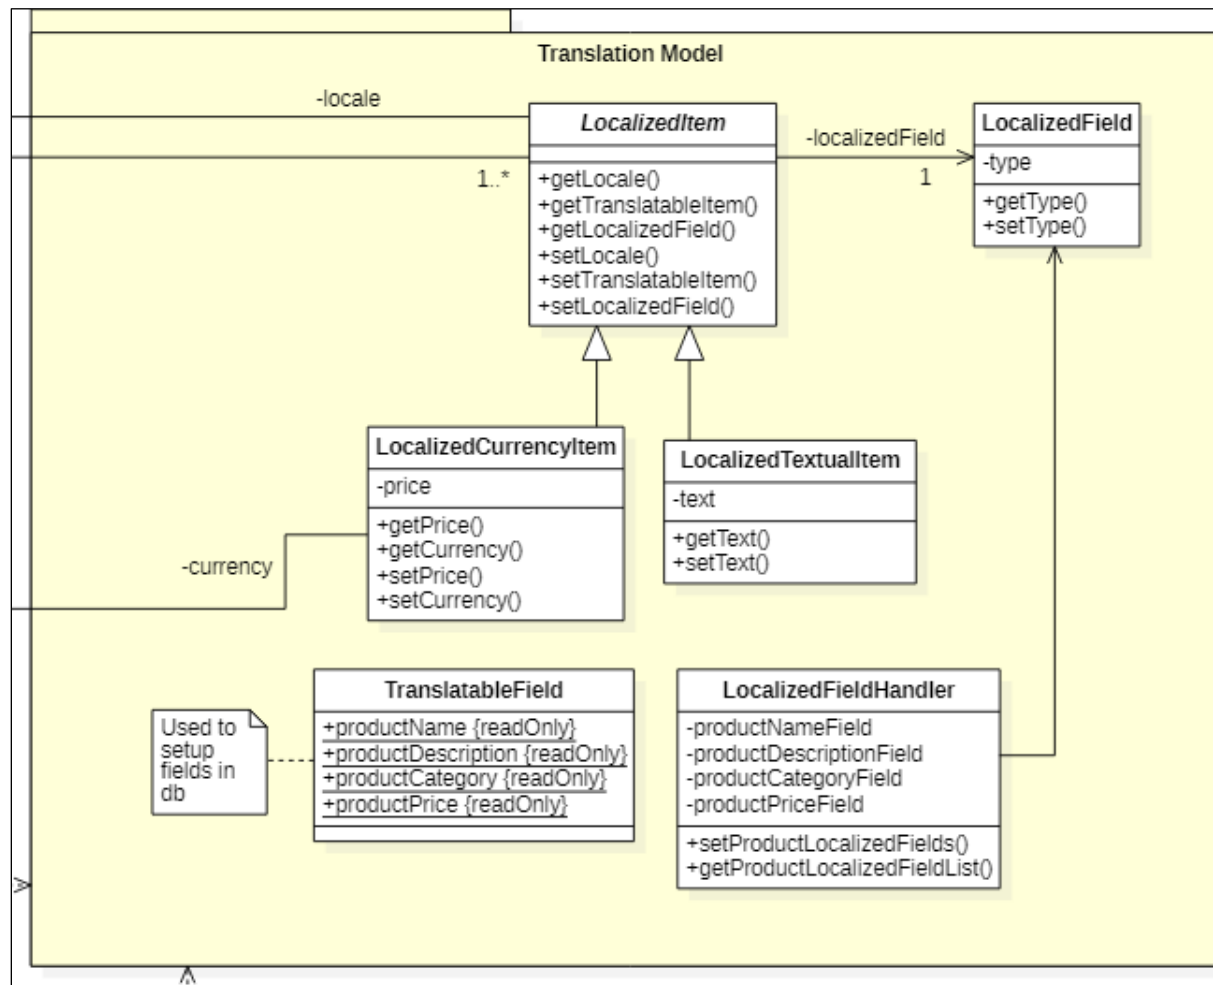 Translation Model
-locale
1..*
LocalizedItem
+getLocale()
+getTranslatableItem()
+getLocalizedField()
+setLocale()
+setTranslatableItem()
+setLocalizedField()
-localizedField
1
LocalizedField
-type
+getType()
+setType()
LocalizedCurrencyItem
-price
+getPrice()
+getCurrency()
+setPrice()
+setCurrency()
-currency
LocalizedTextualItem
-text
+getText()
+setText()
Used to
setup
fields in
db
TranslatableField
+productName {readOnly}
+productDescription {readOnly}
+productCategory {readOnly}
+productPrice {readOnly}
LocalizedFieldHandler
-productNameField
-productDescriptionField
-productCategoryField
-productPriceField
+setProductLocalizedFields()
+getProductLocalizedFieldList()